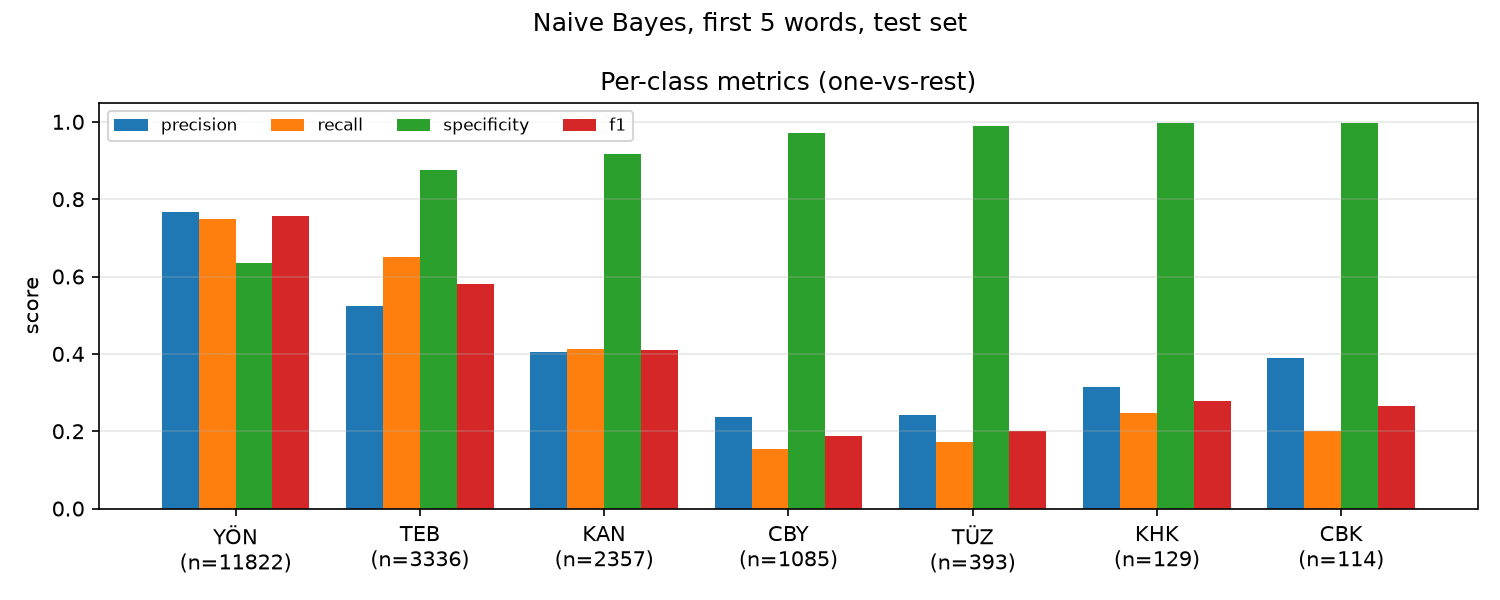 Naive Bayes, first 5 words, test set
Per-class metrics (one-vs-rest)
precision recall specificity f1
score
1.0
0.8
0.6
0.4
0.2
0.0
YÖN TEB KAN CBY TÜZ KHK CBK
(n=11822) (n=3336) (n=2357) (n=1085) (n=393) (n=129) (n=114)